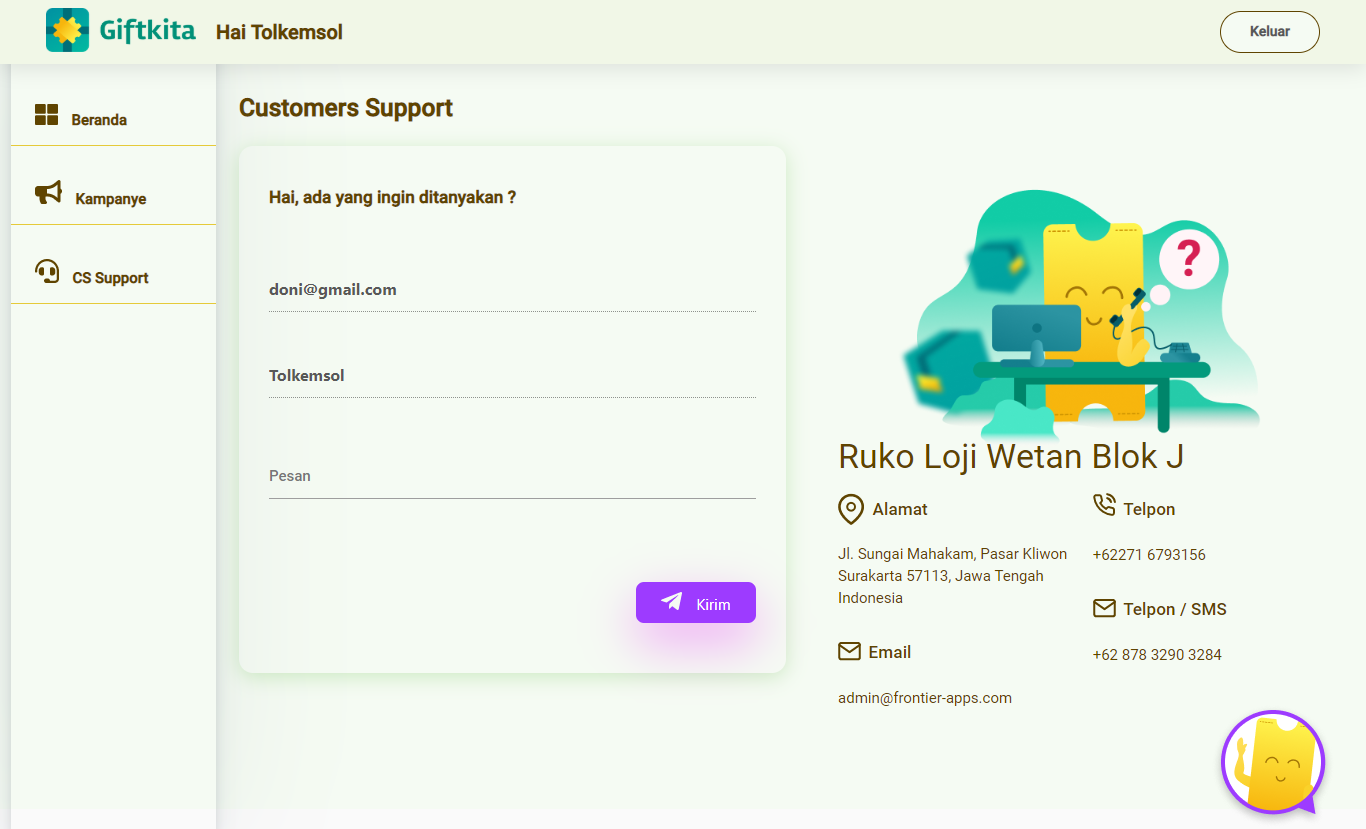 Giftkita
Hai Tolkemsol
Keluar
Beranda
Kampanye
CS Support
Customers Support
Hai, ada yang ingin ditanyakan ?
doni@gmail.com
Tolkemsol
Pesan
Kirim
?
Ruko Loji Wetan Blok J
Alamat
Jl. Sungai Mahakam, Pasar Kliwon
Surakarta 57113, Jawa Tengah
Indonesia
Email
admin@frontier-apps.com
Telpon
+62271 6793156
Telpon / SMS
+62 878 3290 3284